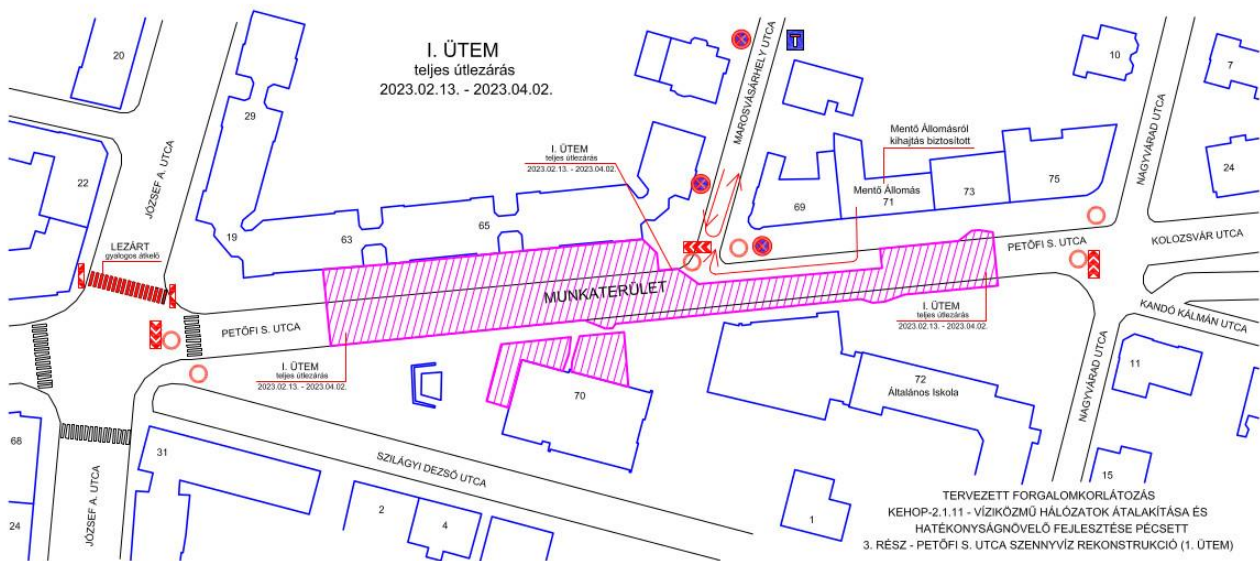 I. ÜTEM
teljes útlezárás
2023.02.13. - 2023.04.02.
20
29
22
JÓZSEF A. UTCA
LEZÁRT
gyalogos átkelő
19
63
65
I. ÜTEM
teljes útlezárás
2023.02.13. - 2023.04.02.
MAROSVÁSÁRHELY UTCA
Mentő Állomásról
kihajtás biztosított
Mentő Állomás
69
71
73
75
10
7
24
NAGYVÁRAD UTCA
PETŐFI S. UTCA
KOLOZSVÁR UTCA
KANDÓ KÁLMÁN UTCA
MUNKATERÜLET
PETŐFI S. UTCA
I. ÜTEM
teljes útlezárás
2023.02.13. - 2023.04.02.
I. ÜTEM
teljes útlezárás
2023.02.13. - 2023.04.02.
70
72
Általános Iskola
NAGYVÁRAD UTCA
11
15
68
31
SZILÁGYI DEZSŐ UTCA
JÓZSEF A. UTCA
24
2
4
1
TERVEZETT FORGALOMKORLÁTOZÁS
KEHOP-2.1.11 - VÍZIKÖZMŰ HÁLÓZATOK ÁTALAKÍTÁSA ÉS
HATÉKONYSÁGNÖVELŐ FEJLESZTÉSE PÉCSETT
3. RÉSZ - PETŐFI S. UTCA SZENNYVÍZ REKONSTRUKCIÓ (1. ÜTEM)